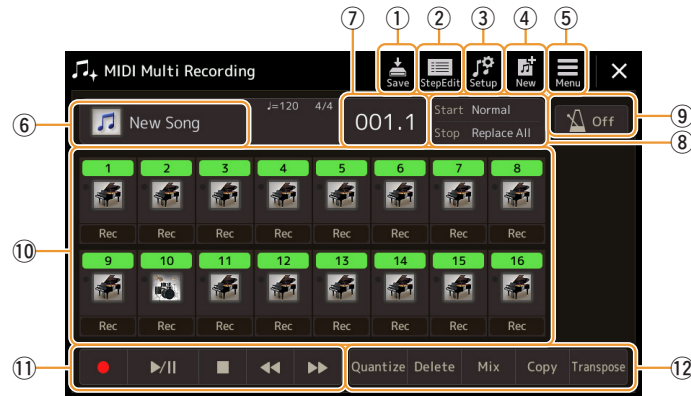 ⑦ ① ② ③ ④ ⑤
MIDI Multi Recording
Save StepEdit Setup New Menu
⑥ New Song
♩=120 4/4
001.1
Start Normal
Stop Replace All
Off ⑨
⑧
1 2 3 4 5 6 7 8
Rec Rec Rec Rec Rec Rec Rec Rec
⑩
9 10 11 12 13 14 15 16
Rec Rec Rec Rec Rec Rec Rec Rec
⑪ Quantize Delete Mix Copy Transpose ⑫